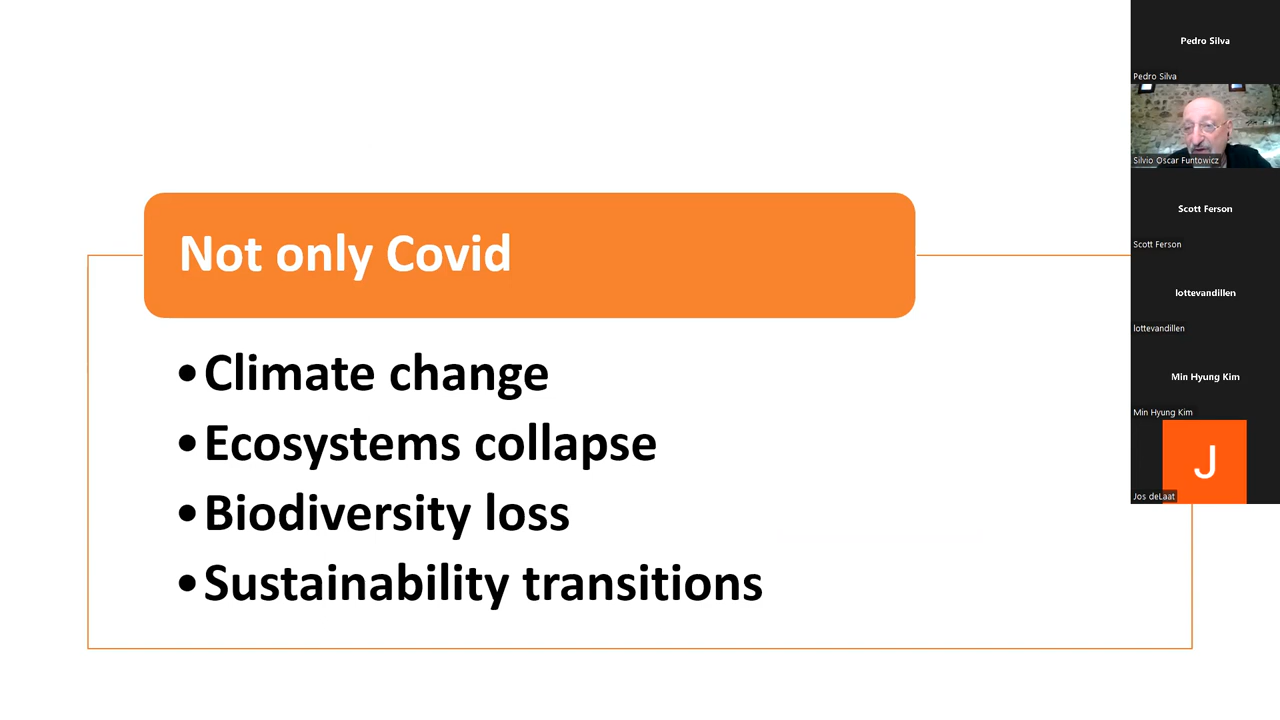 Not only Covid
•Climate change
•Ecosystems collapse
•Biodiversity loss
•Sustainability transitions
Pedro Silva
Pedro Silva
Silvio Oscar Funtowicz
Scott Ferson
Scott Ferson
lottevandillen
lottevandillen
Min Hyung Kim
Min Hyung Kim
J
Jos deLaat